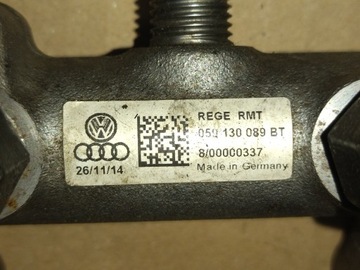 REGE RMT
059 130 089 BT
8/00000337
26/11/14
Made in Germany